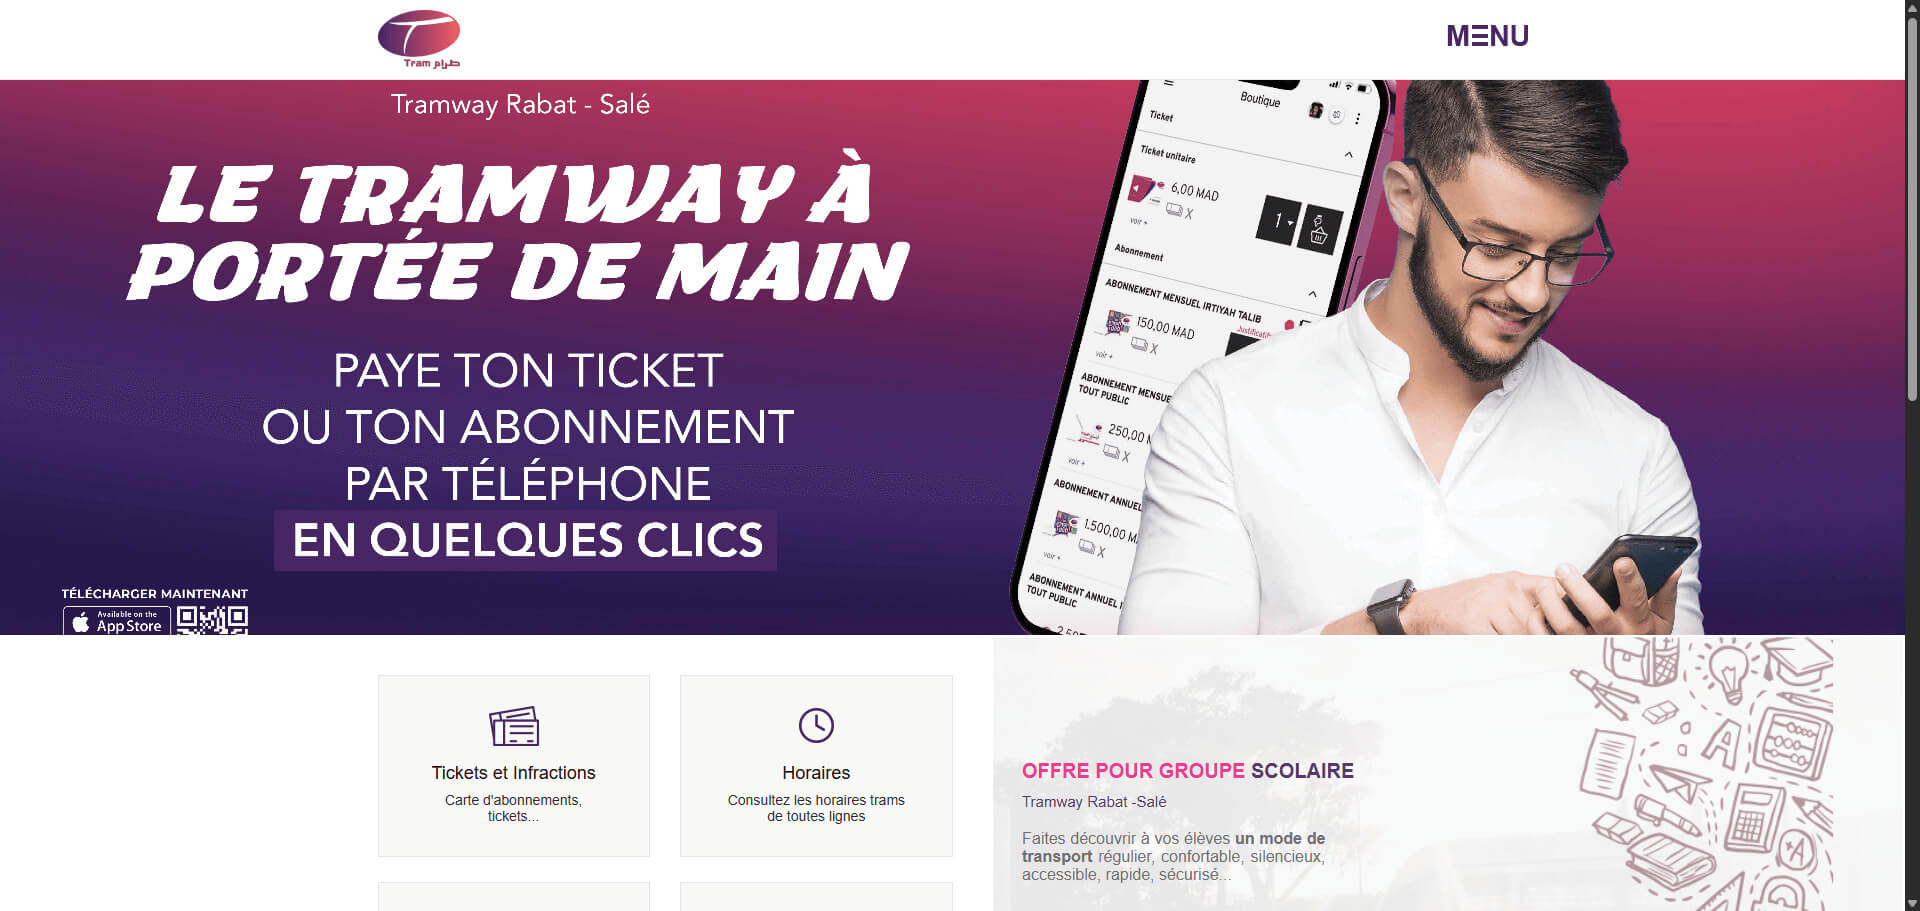 Tram طرام
MENU
Tramway Rabat - Salé
LE TRAMWAY À
PORTÉE DE MAIN
PAYE TON TICKET
OU TON ABONNEMENT
PAR TÉLÉPHONE
EN QUELQUES CLICS
TÉLÉCHARGER MAINTENANT
Available on the
App Store
Boutique
Ticket
Ticket unitaire
6,00 MAD
X
voir +
1
Abonnement
ABONNEMENT MENSUEL IRTIYAH TALIB
150,00 MAD
Justificatif
X
voir +
ABONNEMENT MENSUE
TOUT PUBLIC
250,00
X
voir +
ABONNEMENT ANNUEL
1.500,00 M
X
voir +
ABONNEMENT ANNUEL
TOUT PUBLIC
Tickets et Infractions
Carte d'abonnements,
tickets...
Horaires
Consultez les horaires trams
de toutes lignes
OFFRE POUR GROUPE SCOLAIRE
Tramway Rabat -Salé
Faites découvrir à vos élèves un mode de
transport régulier, confortable, silencieux,
accessible, rapide, sécurisé...
A
A+